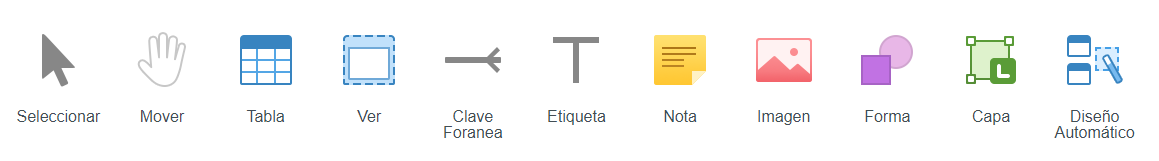 Seleccionar
Mover
Tabla
Ver
Clave
Foranea
Etiqueta
Nota
Imagen
Forma
Capa
Diseño
Automático